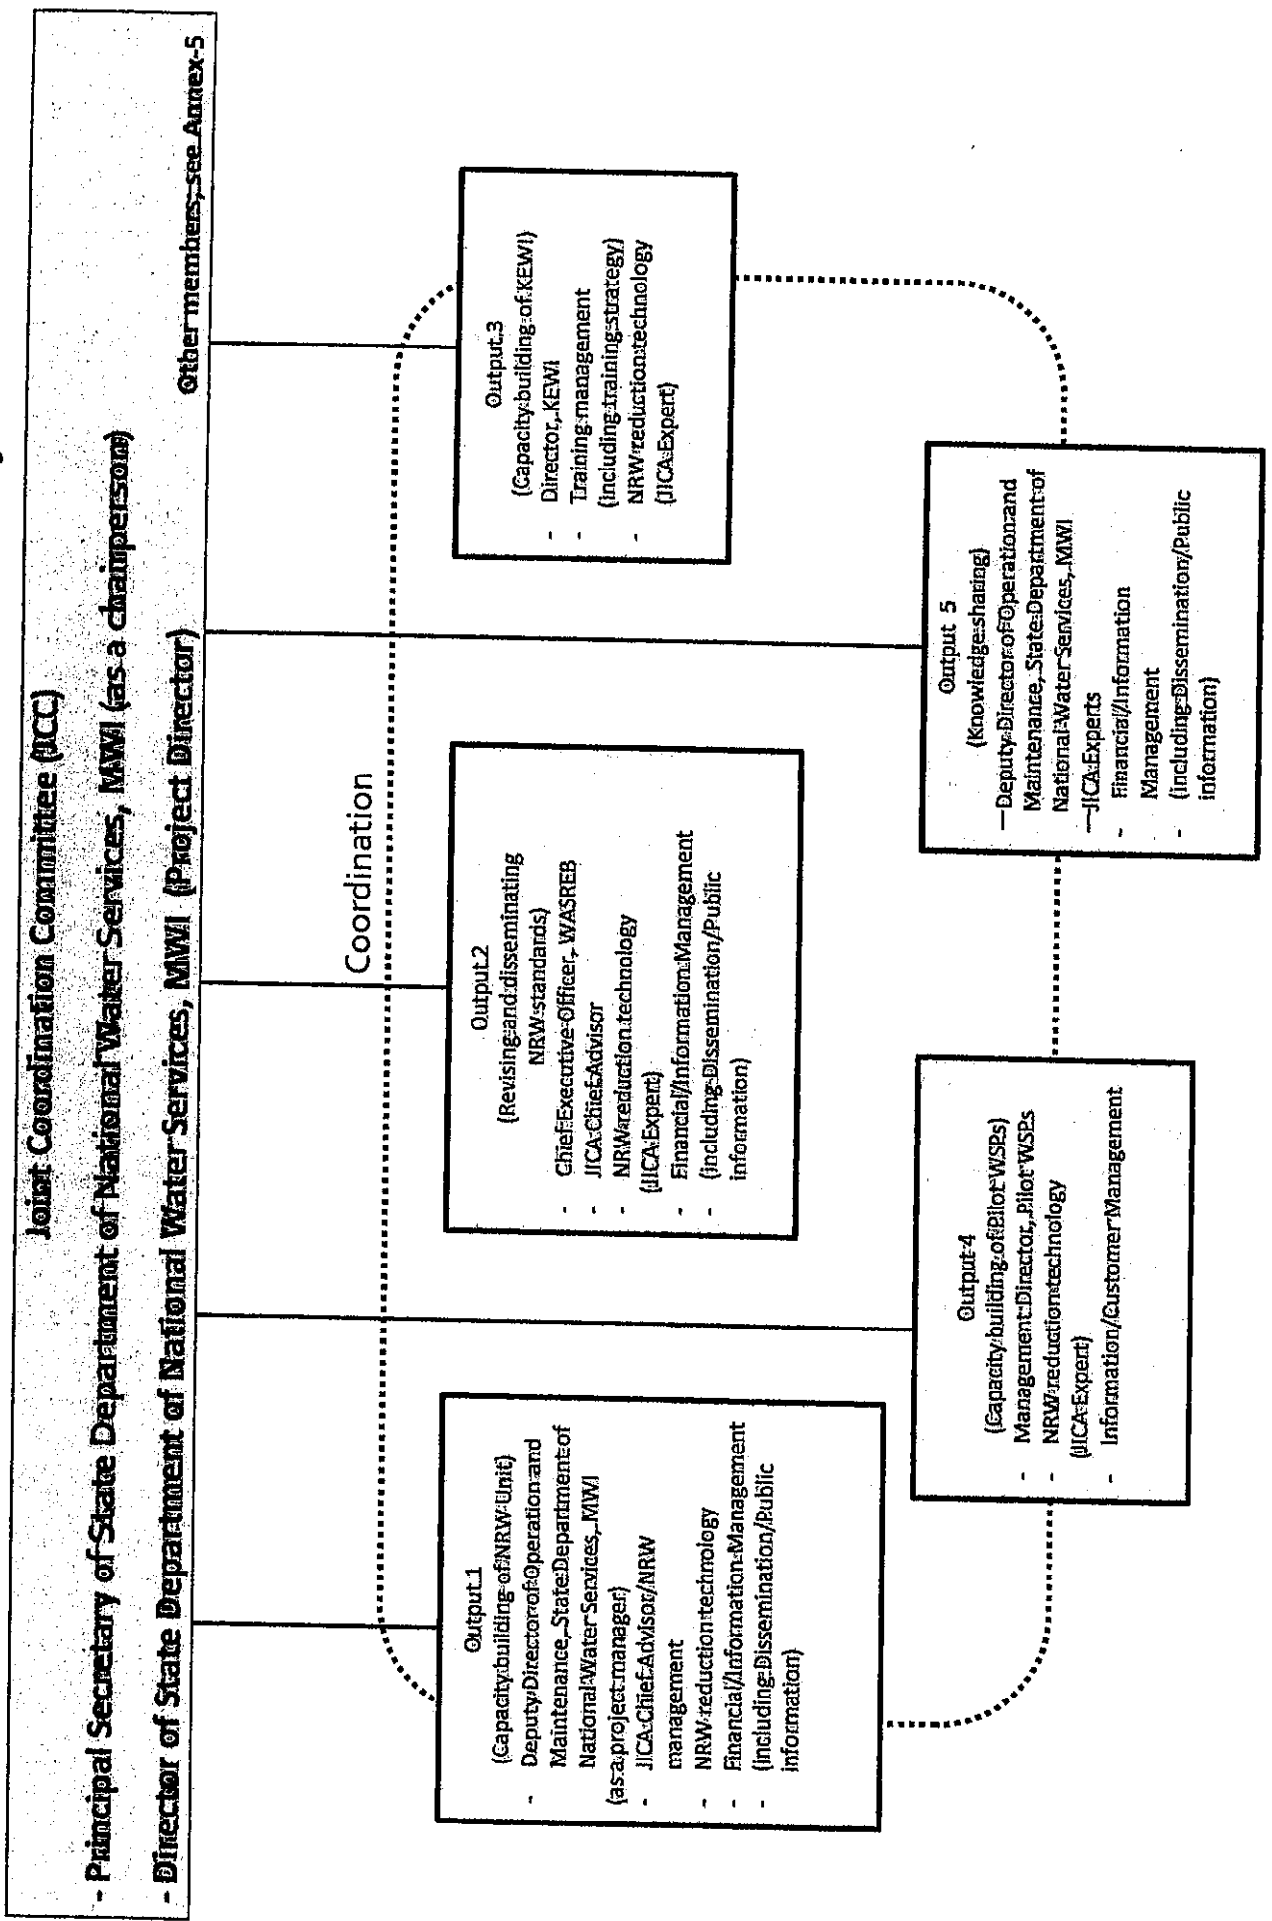 Joint Coordination Committee (JCC)
- Principal Secretary of State Department of National Water Services, MWI (as a chairperson)
- Director of State Department of National Water Services, MWI (Project Director)
Other members, see Annex-5
Coordination
Output 1
(Capacity building of NRW Unit)
- Deputy Director of Operation and
Maintenance, State Department of
National Water Services, MWI
(as a project manager)
- JICA Chief Advisor/NRW
management
- NRW reduction technology
- Financial/Information Management
- (including Dissemination/Public
information)
Output 2
(Revising and disseminating
NRW standards)
- Chief Executive Officer, WASREB
- JICA Chief Advisor
- NRW reduction technology
(JICA Expert)
- Financial/Information Management
- (including Dissemination/Public
information)
Output 3
(Capacity building of KEWI)
- Director, KEWI
- Training management
(including training strategy)
- NRW reduction technology
(JICA Expert)
Output 4
(Capacity building of Pilot WSPs)
- Management Director, Pilot WSPs
- NRW reduction technology
(JICA Expert)
- Information/Customer Management
Output 5
(Knowledge sharing)
—Deputy Director of Operation and
Maintenance, State Department of
National Water Services, MWI
—JICA Experts
- Financial/Information
Management
- (including Dissemination/Public
information)